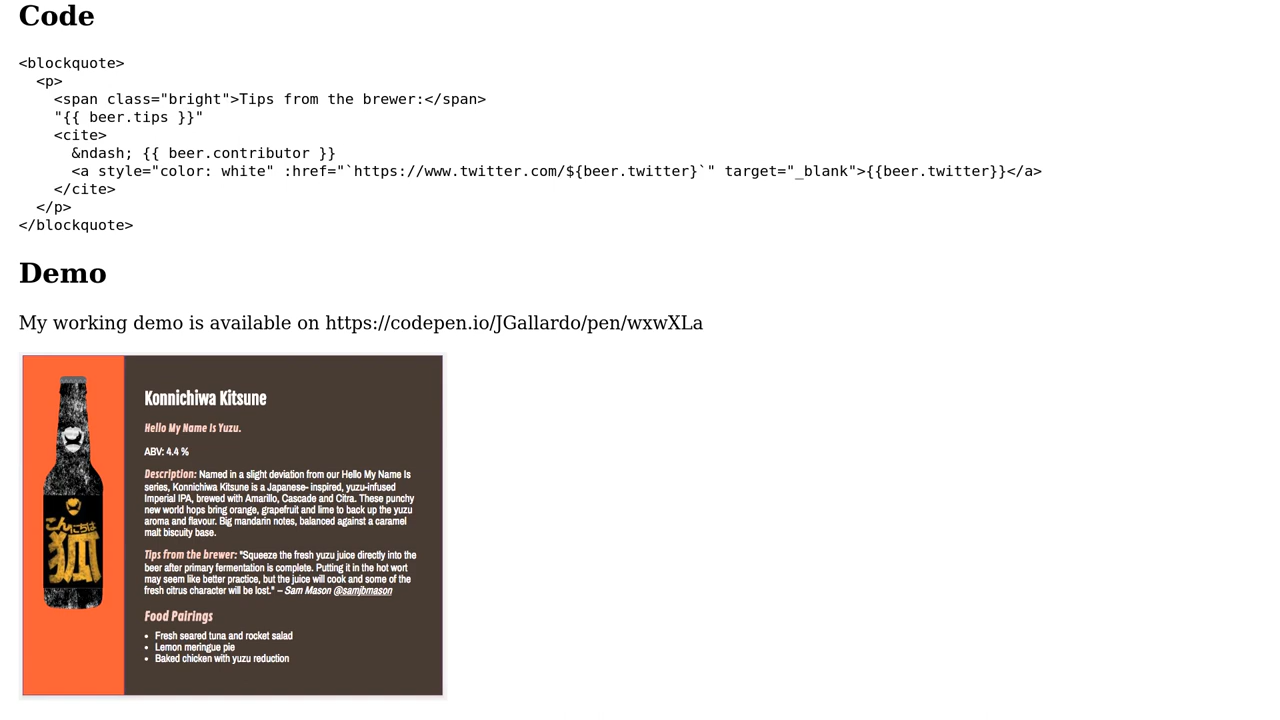 Code
<blockquote>
  <p>
    <span class="bright">Tips from the brewer:</span>
    "{{ beer.tips }}"
    <cite>
      &ndash; {{ beer.contributor }}
      <a style="color: white" :href="`https://www.twitter.com/${beer.twitter}`" target="_blank">{{beer.twitter}}</a>
    </cite>
  </p>
</blockquote>
Demo
My working demo is available on https://codepen.io/JGallardo/pen/wxwXLa
こんにちは
狐
Konnichiwa Kitsune
Hello My Name Is Yuzu.
ABV: 4.4 %
Description: Named in a slight deviation from our Hello My Name Is
series, Konnichiwa Kitsune is a Japanese- inspired, yuzu-infused
Imperial IPA, brewed with Amarillo, Cascade and Citra. These punchy
new world hops bring orange, grapefruit and lime to back up the yuzu
aroma and flavour. Big mandarin notes, balanced against a caramel
malt biscuity base.
Tips from the brewer: "Squeeze the fresh yuzu juice directly into the
beer after primary fermentation is complete. Putting it in the hot wort
may seem like better practice, but the juice will cook and some of the
fresh citrus character will be lost." – Sam Mason @samjbmason
Food Pairings
• Fresh seared tuna and rocket salad
• Lemon meringue pie
• Baked chicken with yuzu reduction